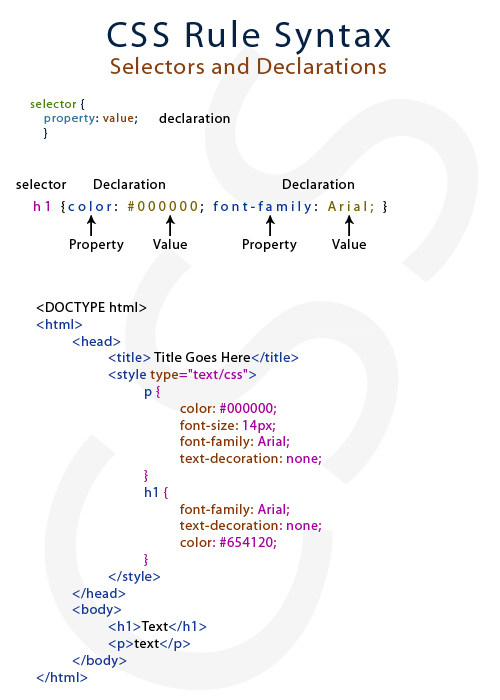 CSS Rule Syntax
Selectors and Declarations
selector {
property: value; declaration
}
selector Declaration Declaration
h1 {color: #000000; font-family: Arial; }
Property Value Property Value
<DOCTYPE html>
<html>
<head>
<title> Title Goes Here</title>
<style type="text/css">
p {
color: #000000;
font-size: 14px;
font-family: Arial;
text-decoration: none;
}
h1 {
font-family: Arial;
text-decoration: none;
color: #654120;
}
</style>
</head>
<body>
<h1>Text</h1>
<p>text</p>
</body>
</html>
CSS